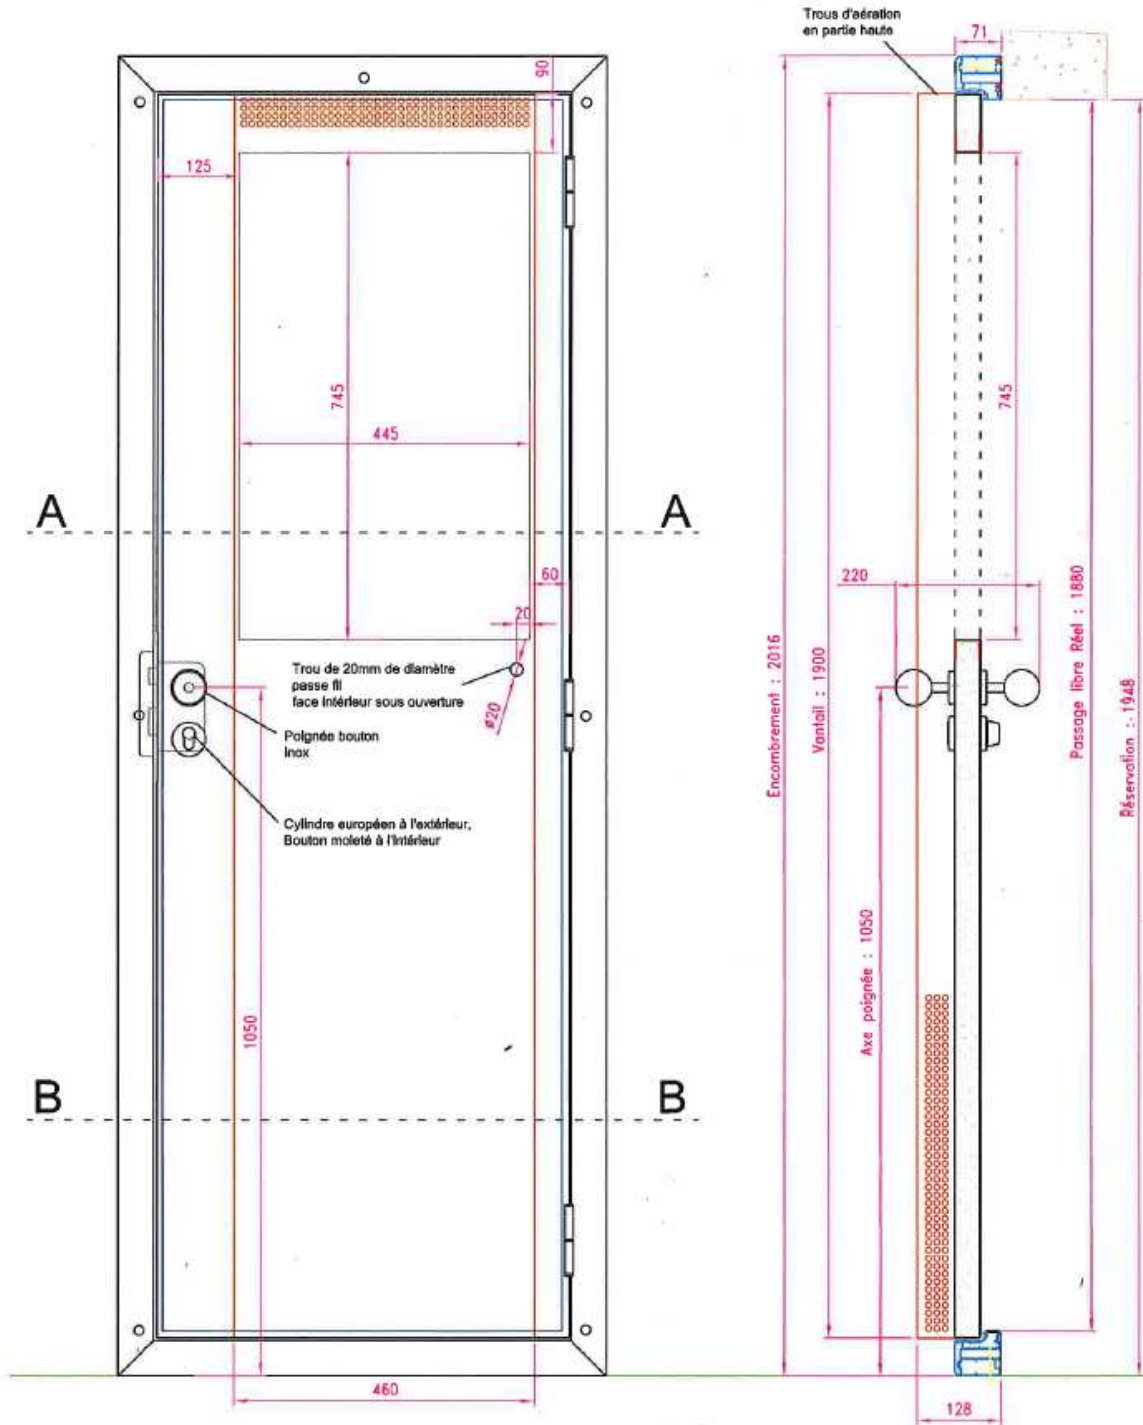 Trous d'aération
en partie haute
71
90
125
745
445
A
A
60
20
Trou de 20mm de diamètre
passe fil
face Intérieur sous ouverture
ø20
Poignée bouton
Inox
Cylindre européen à l'extérieur,
Bouton moleté à l'Intérieur
1050
B
B
460
Encombrement : 2016
Vantail : 1900
Axe poignée : 1050
220
745
Passage libre Réel : 1880
Réservation : 1948
128